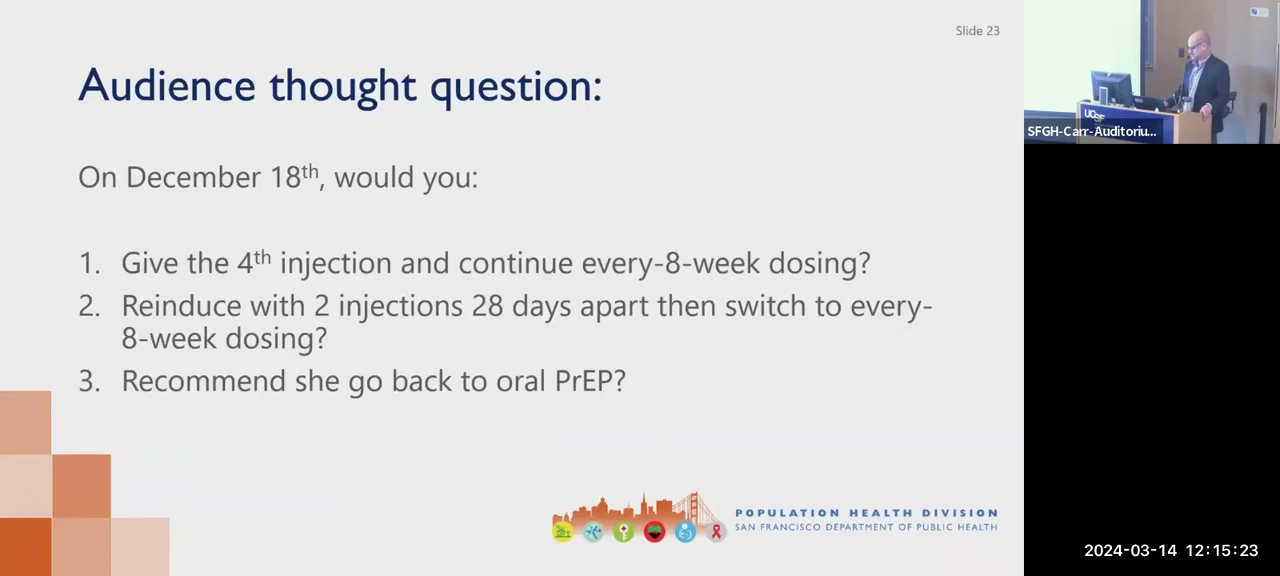 Slide 23
Audience thought question:
On December 18th, would you:
1. Give the 4th injection and continue every-8-week dosing?
2. Reinduce with 2 injections 28 days apart then switch to every-
8-week dosing?
3. Recommend she go back to oral PrEP?
POPULATION HEALTH DIVISION
SAN FRANCISCO DEPARTMENT OF PUBLIC HEALTH
UCSF
SFGH-Carr-Auditoriu...
2024-03-14 12:15:23